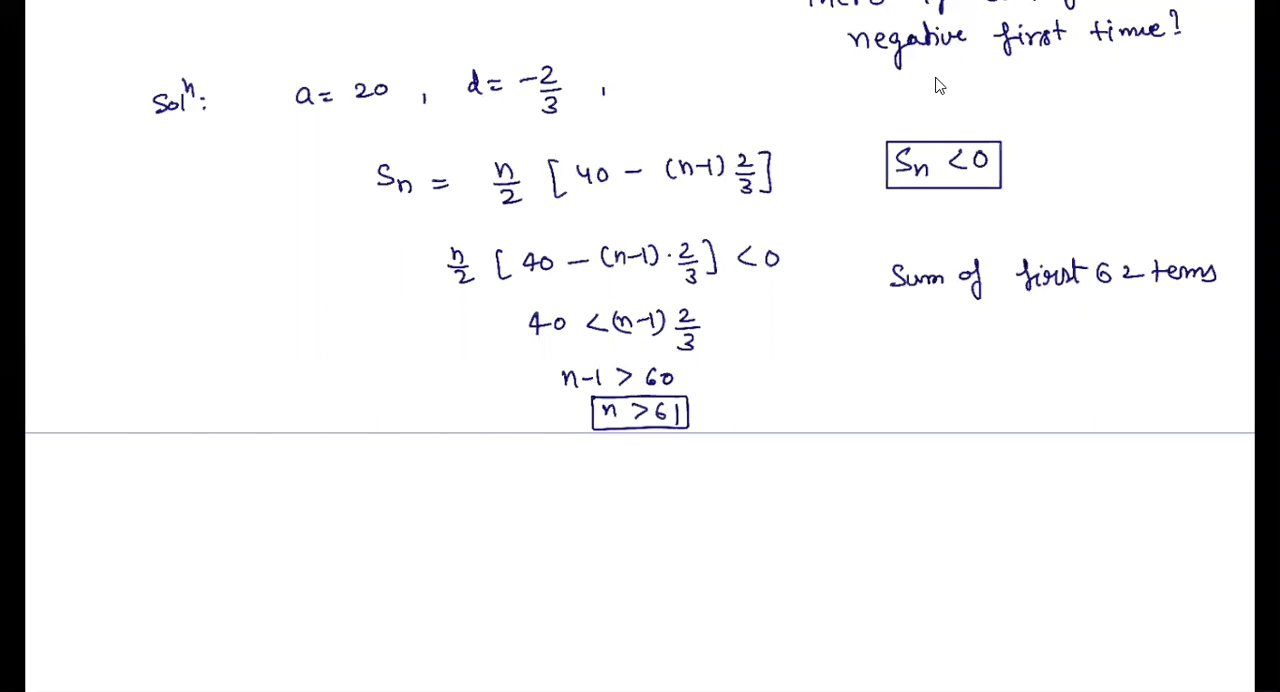 negative first time?
Solⁿ: a = 20 , d = -2/3 ,
Sn = n/2 [40 - (n-1) 2/3]
Sn < 0
n/2 [40 - (n-1) · 2/3] < 0
Sum of first 62 tems
40 < (n-1) 2/3
n-1 > 60
n > 61